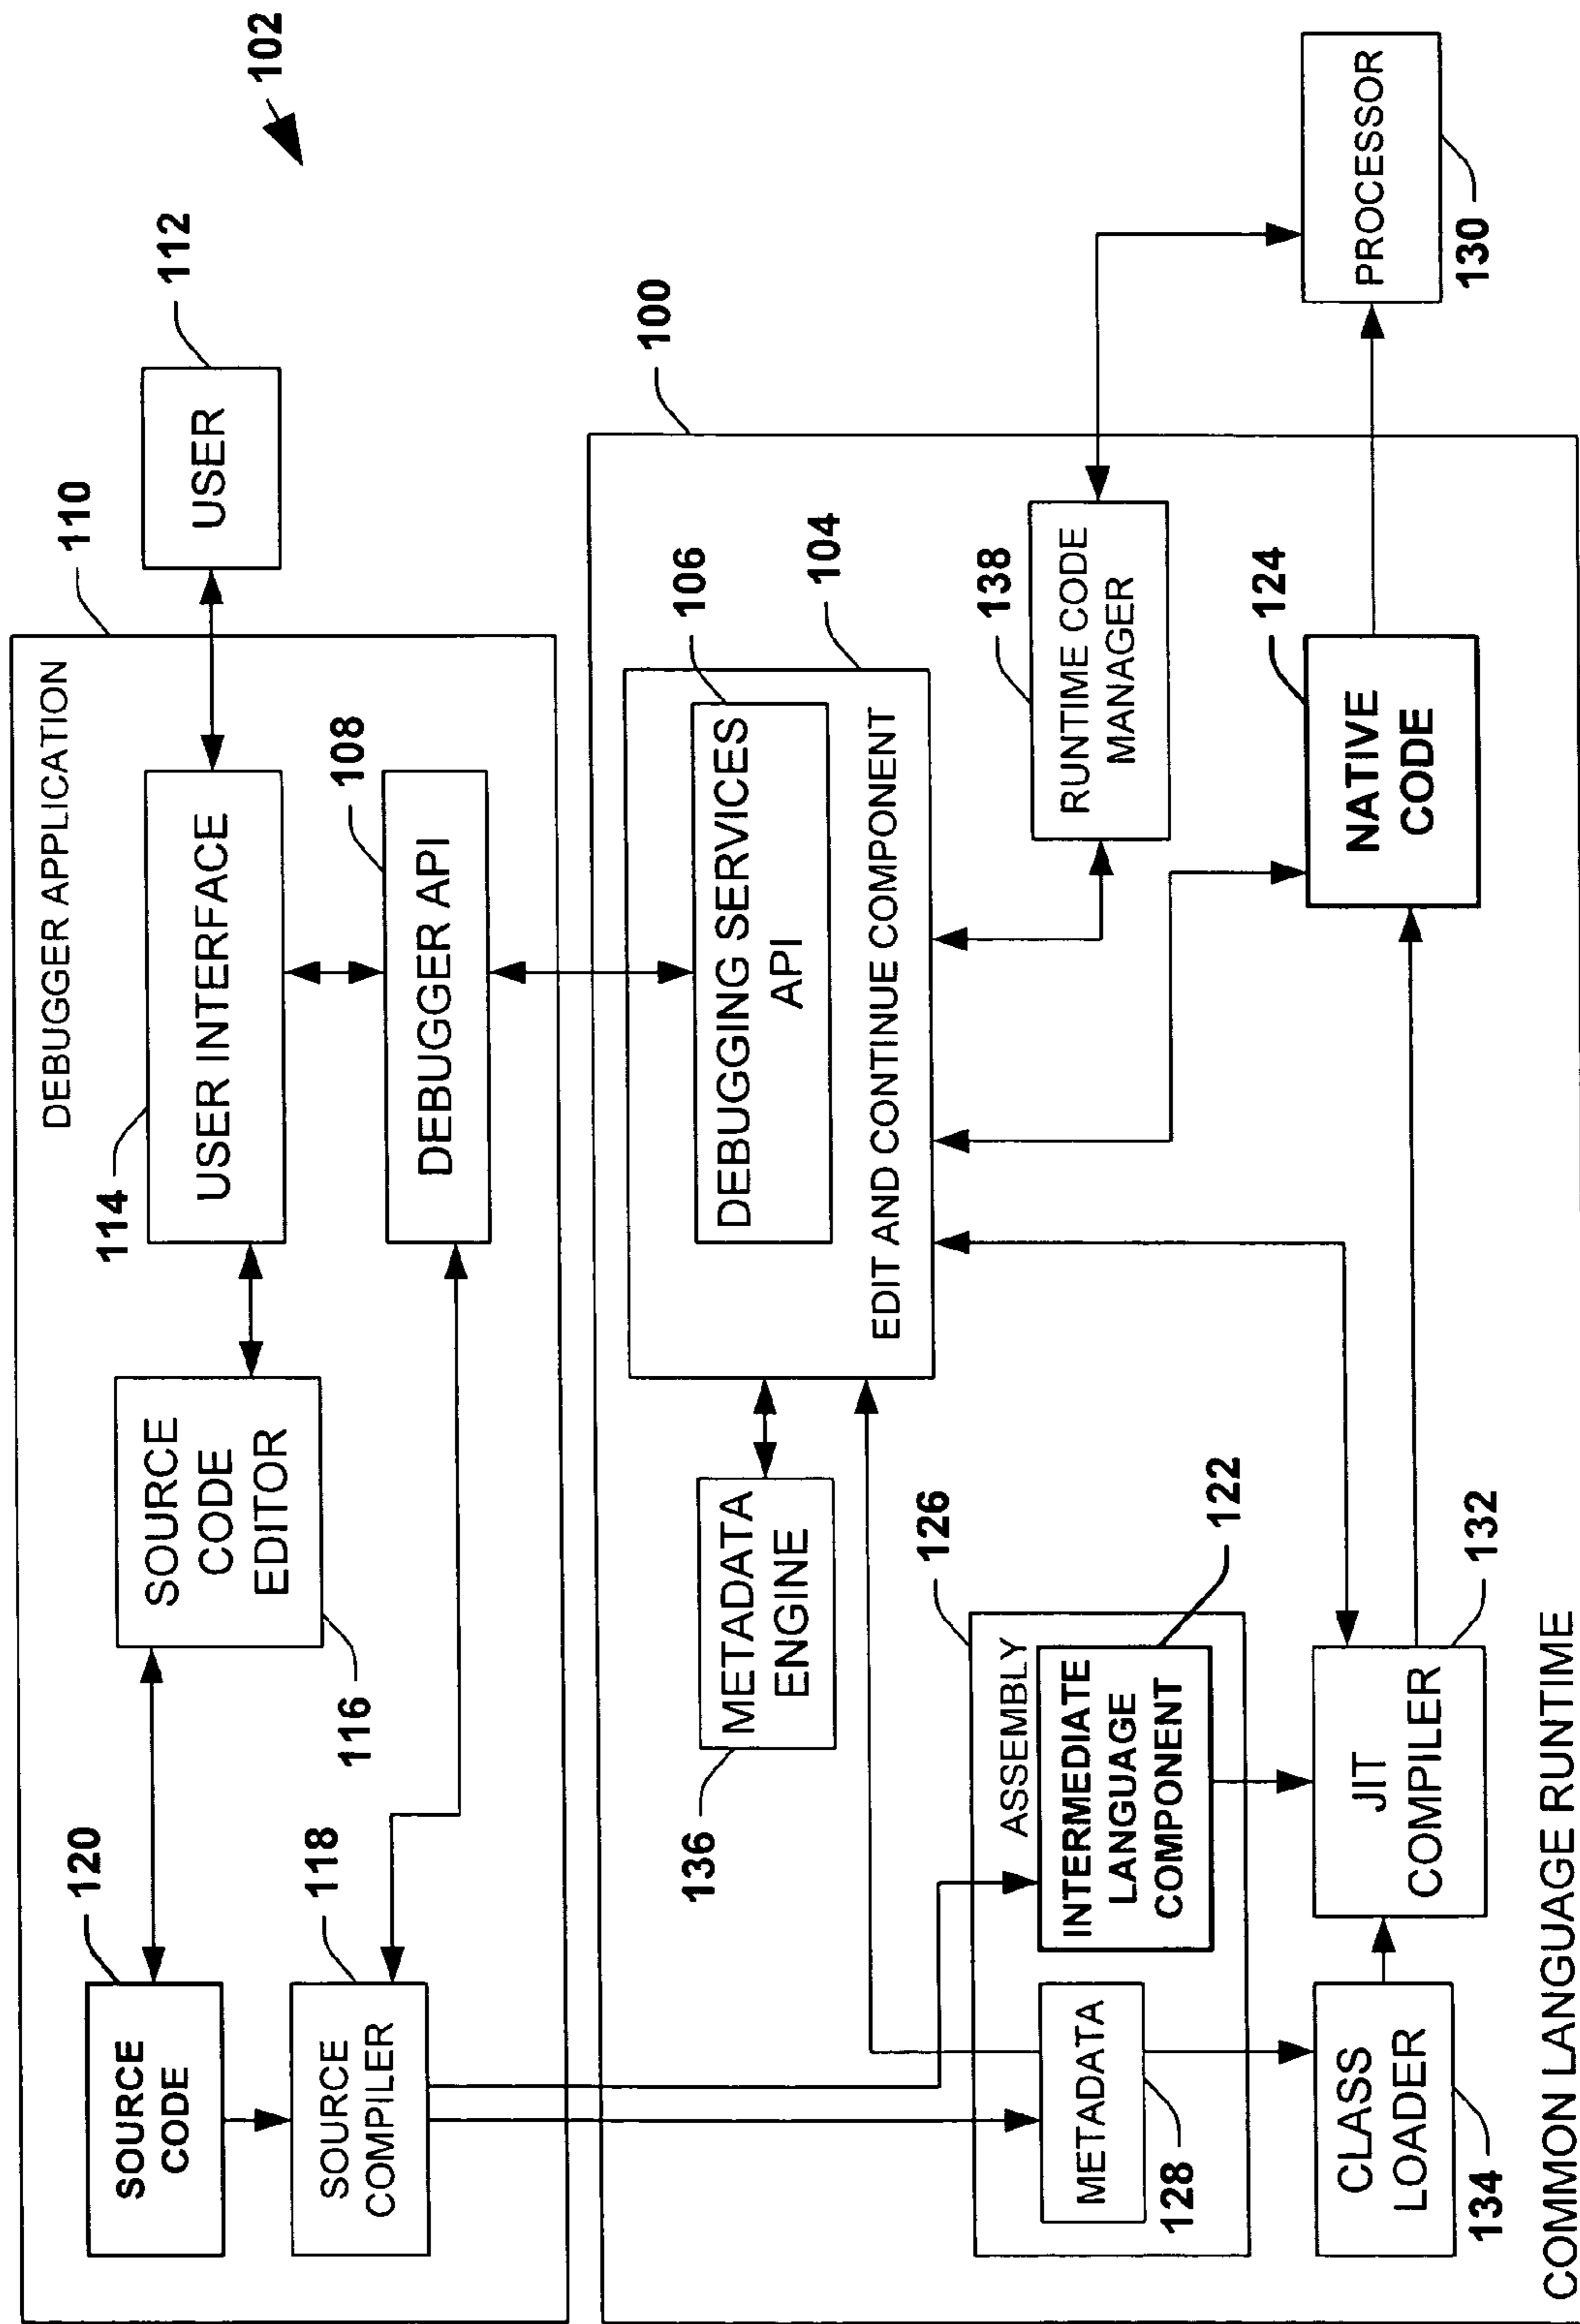 102
110
DEBUGGER APPLICATION
120
SOURCE
CODE
118
SOURCE
COMPILER
SOURCE
CODE
EDITOR
116
114
USER INTERFACE
108
DEBUGGER API
112
USER
100
136
METADATA
ENGINE
106
DEBUGGING SERVICES
API
104
EDIT AND CONTINUE COMPONENT
126
ASSEMBLY
METADATA
128
122
INTERMEDIATE
LANGUAGE
COMPONENT
138
RUNTIME CODE
MANAGER
124
NATIVE
CODE
PROCESSOR
130
CLASS
LOADER
134
JIT
COMPILER
132
COMMON LANGUAGE RUNTIME